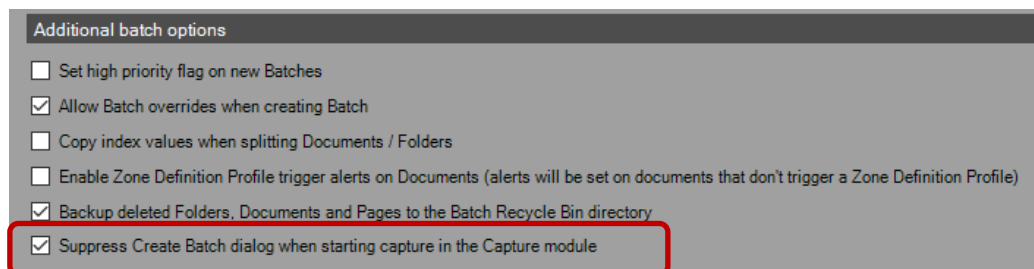 Additional batch options
Set high priority flag on new Batches
Allow Batch overrides when creating Batch
Copy index values when splitting Documents / Folders
Enable Zone Definition Profile trigger alerts on Documents (alerts will be set on documents that don't trigger a Zone Definition Profile)
Backup deleted Folders, Documents and Pages to the Batch Recycle Bin directory
Suppress Create Batch dialog when starting capture in the Capture module